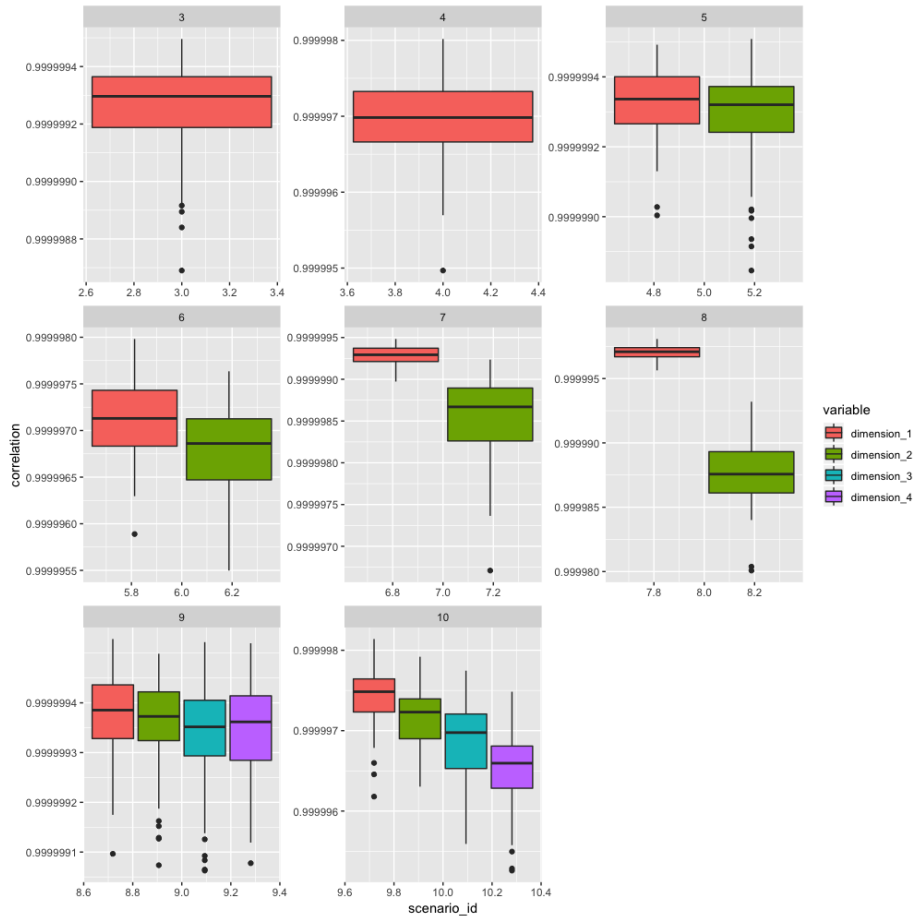 3
4
5
0.9999994
0.9999992
0.9999990
0.9999988
2.6 2.8 3.0 3.2 3.4
0.999998
0.999997
0.999996
0.999995
3.6 3.8 4.0 4.2 4.4
0.9999994
0.9999992
0.9999990
4.8 5.0 5.2
6
7
8
0.9999980
0.9999975
0.9999970
0.9999965
0.9999960
0.9999955
5.8 6.0 6.2
0.9999995
0.9999990
0.9999985
0.9999980
0.9999975
0.9999970
6.8 7.0 7.2
0.999995
0.999990
0.999985
0.999980
7.8 8.0 8.2
9
10
0.9999994
0.9999993
0.9999992
0.9999991
8.6 8.8 9.0 9.2 9.4
0.999998
0.999997
0.999996
9.6 9.8 10.0 10.2 10.4
correlation
scenario_id
variable
dimension_1
dimension_2
dimension_3
dimension_4